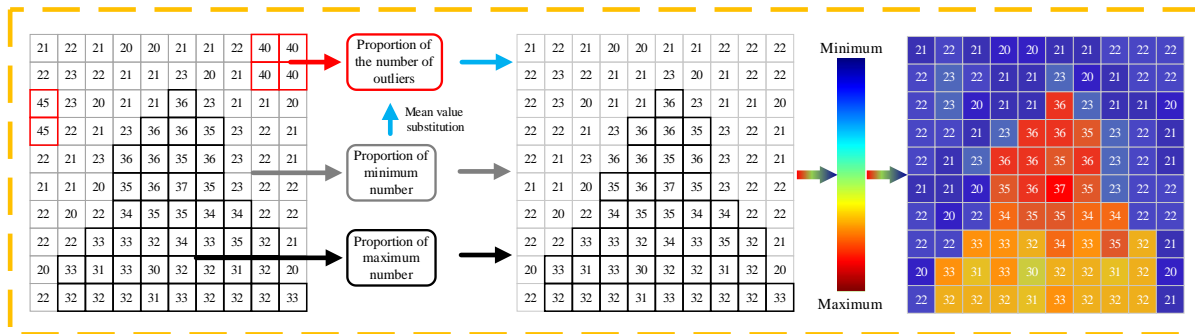 21 22 21 20 20 21 21 22 40 40
22 23 22 21 21 23 20 21 40 40
45 23 20 21 21 36 23 21 21 20
45 22 21 23 36 36 35 23 22 21
22 21 23 36 36 35 36 23 22 21
21 21 20 35 36 37 35 23 22 22
22 20 22 34 35 35 34 34 22 22
22 22 33 33 32 34 33 35 32 21
20 33 31 33 30 32 32 31 32 20
22 32 32 32 31 33 32 32 32 33
Proportion of
the number of
outliers
Mean value
substitution
Proportion of
minimum
number
Proportion of
maximum
number
21 22 21 20 20 21 21 22 22 22
22 23 22 21 21 23 20 21 22 22
22 23 20 21 21 36 23 21 21 20
22 22 21 23 36 36 35 23 22 21
22 21 23 36 36 35 36 23 22 21
21 21 20 35 36 37 35 23 22 22
22 20 22 34 35 35 34 34 22 22
22 22 33 33 32 34 33 35 32 21
20 33 31 33 30 32 32 31 32 20
22 32 32 32 31 33 32 32 32 33
Minimum
Maximum
21 22 21 20 20 21 21 22 22 22
22 23 22 21 21 23 20 21 22 22
22 23 20 21 21 36 23 21 21 20
22 22 21 23 36 36 35 23 22 21
22 21 23 36 36 35 36 23 22 21
21 21 20 35 36 37 35 23 22 22
22 20 22 34 35 35 34 34 22 22
22 22 33 33 32 34 33 35 32 21
20 33 31 33 30 32 32 31 32 20
22 32 32 32 31 33 32 32 32 21